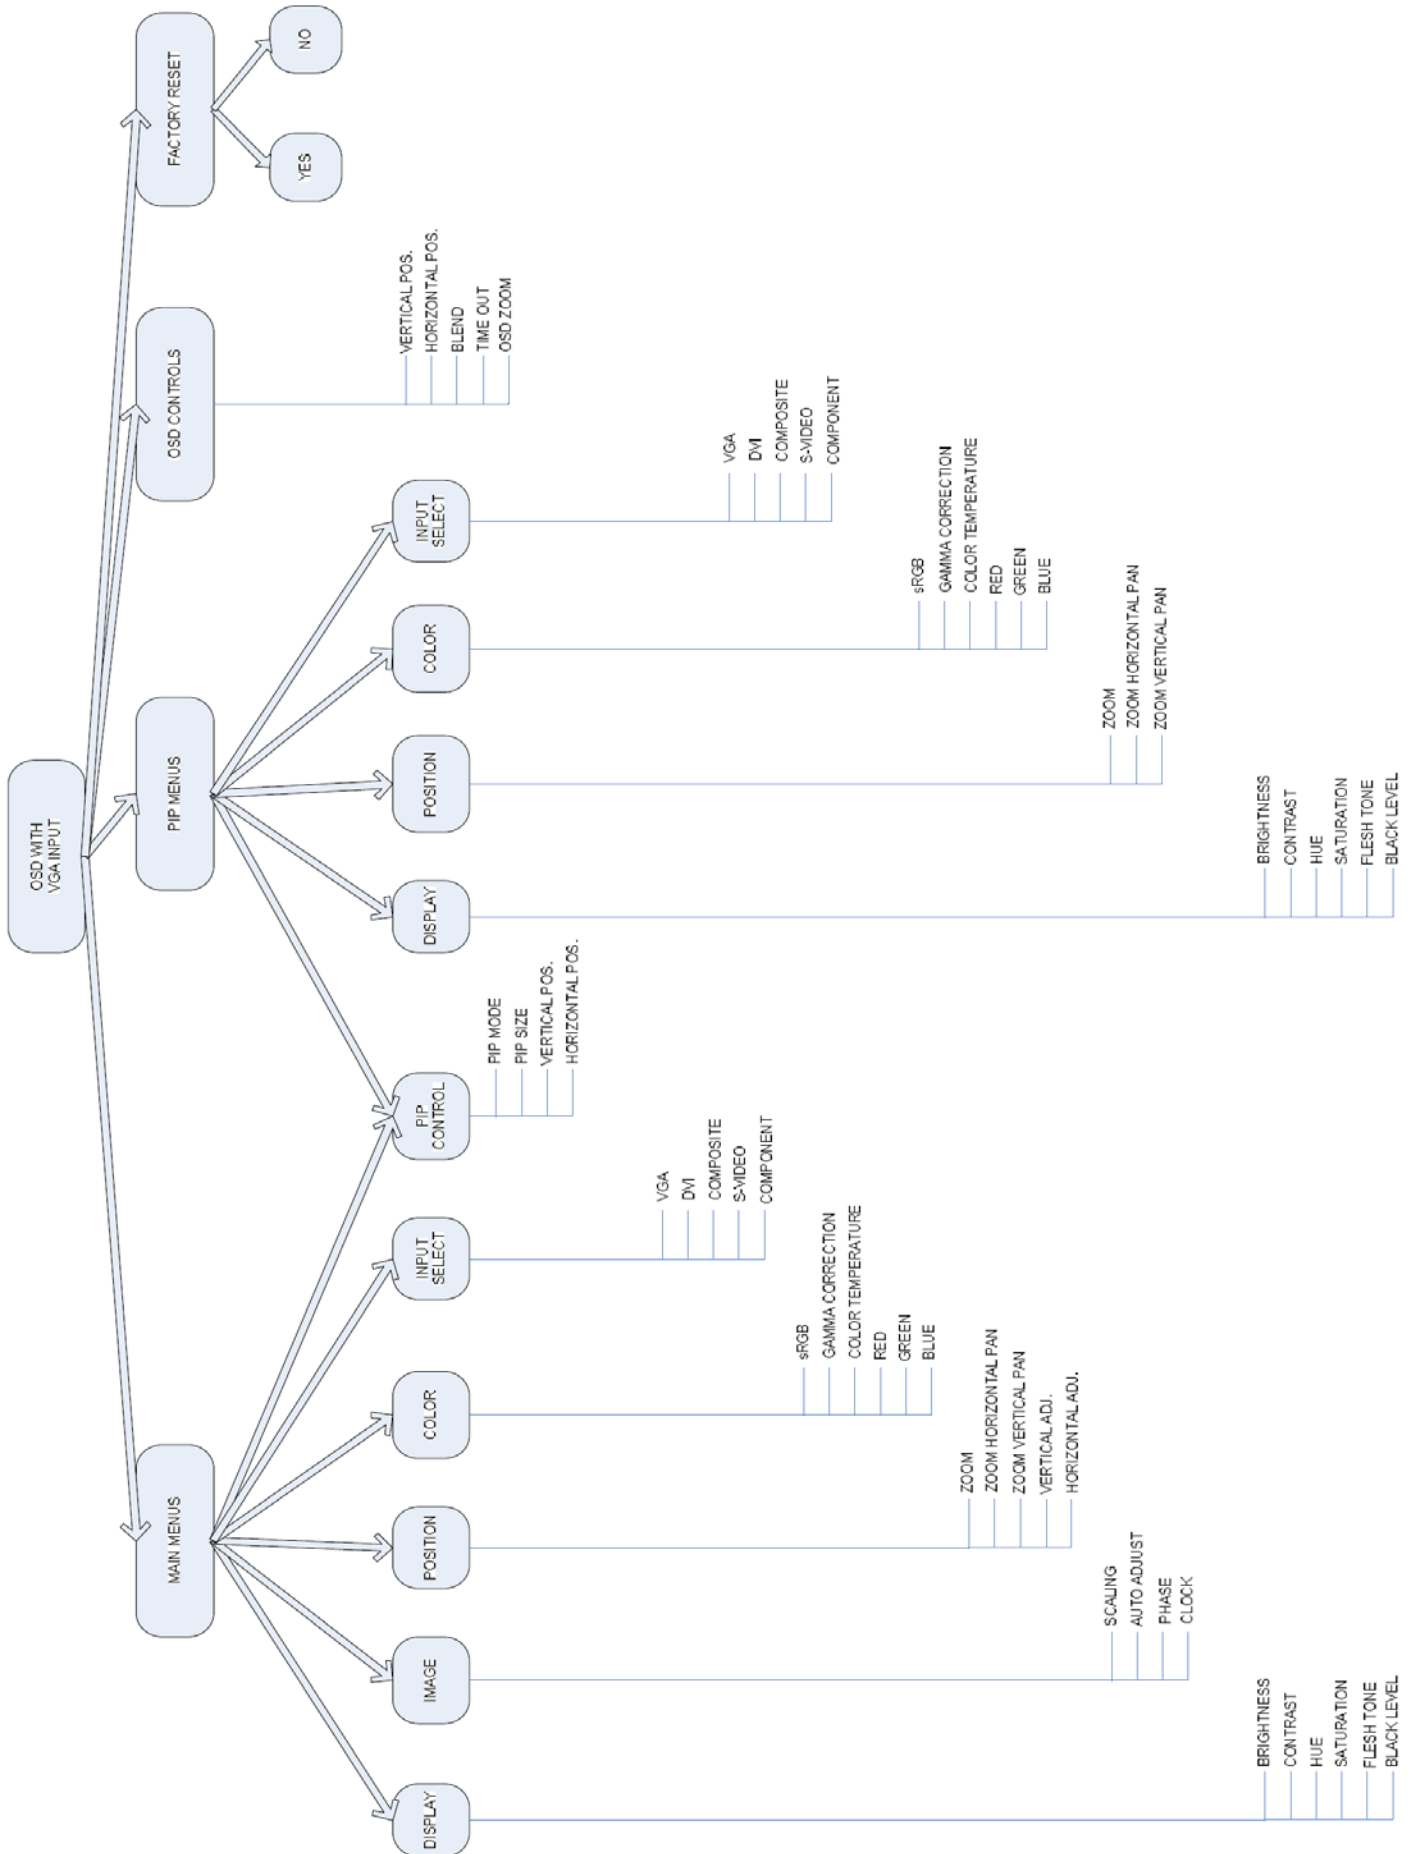 OSD WITH
VGA INPUT
MAIN MENUS
PIP MENUS
OSD CONTROLS
FACTORY RESET
YES
NO
DISPLAY
IMAGE
POSITION
COLOR
INPUT
SELECT
PIP
CONTROL
DISPLAY
POSITION
COLOR
INPUT
SELECT
VERTICAL POS.
HORIZONTAL POS.
BLEND
TIME OUT
OSD ZOOM
PIP MODE
PIP SIZE
VERTICAL POS.
HORIZONTAL POS.
VGA
DVI
COMPOSITE
S-VIDEO
COMPONENT
VGA
DVI
COMPOSITE
S-VIDEO
COMPONENT
sRGB
GAMMA CORRECTION
COLOR TEMPERATURE
RED
GREEN
BLUE
sRGB
GAMMA CORRECTION
COLOR TEMPERATURE
RED
GREEN
BLUE
ZOOM
ZOOM HORIZONTAL PAN
ZOOM VERTICAL PAN
VERTICAL ADJ.
HORIZONTAL ADJ.
ZOOM
ZOOM HORIZONTAL PAN
ZOOM VERTICAL PAN
SCALING
AUTO ADJUST
PHASE
CLOCK
BRIGHTNESS
CONTRAST
HUE
SATURATION
FLESH TONE
BLACK LEVEL
BRIGHTNESS
CONTRAST
HUE
SATURATION
FLESH TONE
BLACK LEVEL